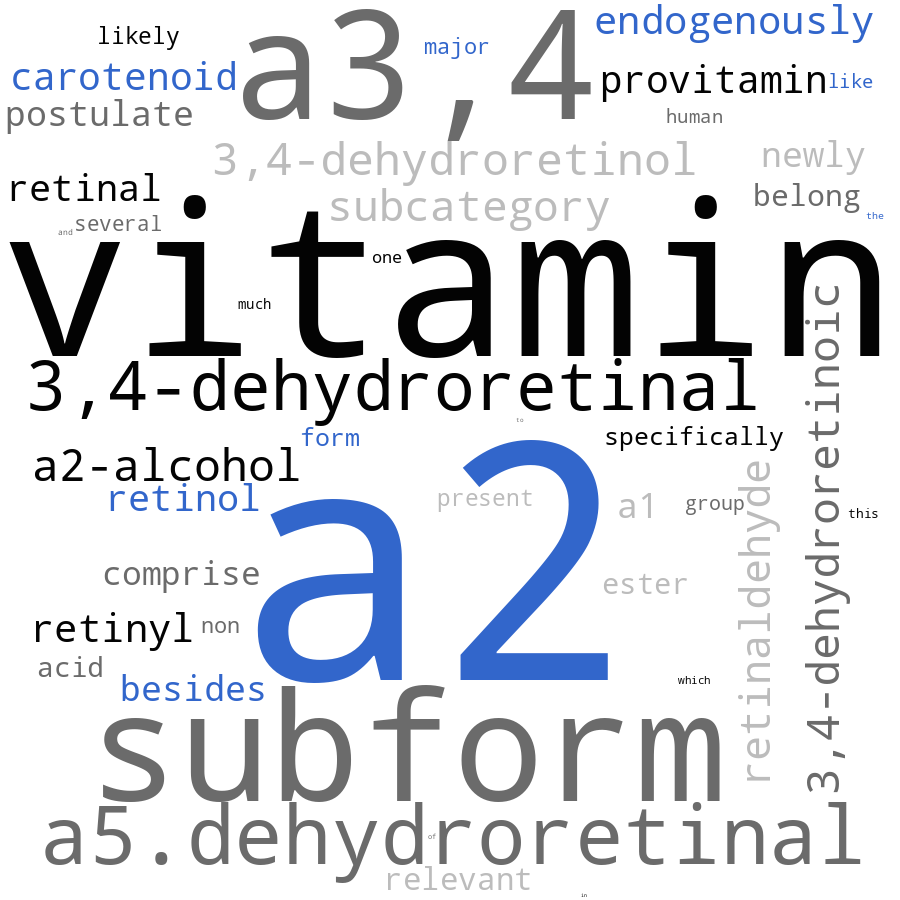 likely
a3,4
major
endogenously
carotenoid
provitamin
like
postulate
human
3,4-dehydroretinol
newly
retinal
subcategory
belong
and
several
the
vitamin
one
much
3,4-dehydroretinoic
3,4-dehydroretinal
to
form
specifically
a2-alcohol
a2
retinol
present
a1
group
this
retinaldehyde
comprise
ester
retinyl
non
acid
which
besides
subform
a5.dehydroretinal
of
relevant
in